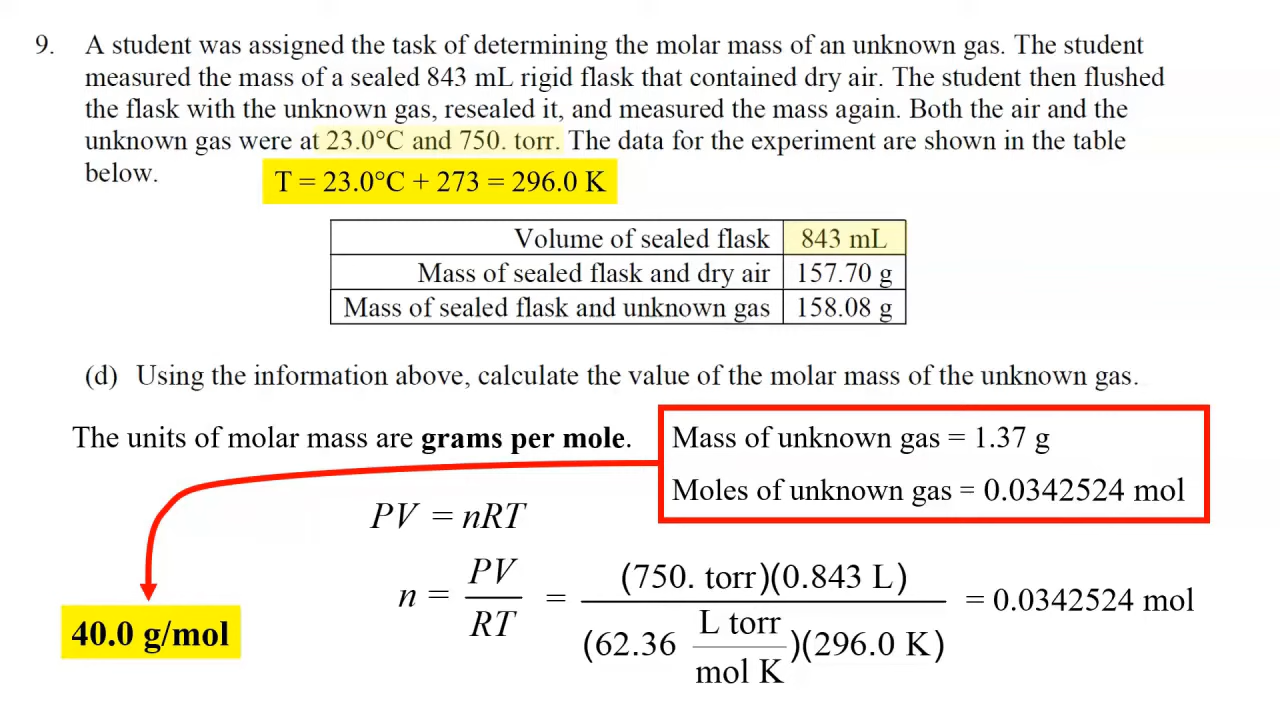 9. A student was assigned the task of determining the molar mass of an unknown gas. The student
measured the mass of a sealed 843 mL rigid flask that contained dry air. The student then flushed
the flask with the unknown gas, resealed it, and measured the mass again. Both the air and the
unknown gas were at 23.0°C and 750. torr. The data for the experiment are shown in the table
below.
T = 23.0°C + 273 = 296.0 K
Volume of sealed flask 843 mL
Mass of sealed flask and dry air 157.70 g
Mass of sealed flask and unknown gas 158.08 g
(d) Using the information above, calculate the value of the molar mass of the unknown gas.
The units of molar mass are grams per mole.
Mass of unknown gas = 1.37 g
Moles of unknown gas = 0.0342524 mol
PV = nRT
n = PV / RT = (750. torr)(0.843 L) / (62.36 L torr / mol K)(296.0 K) = 0.0342524 mol
40.0 g/mol